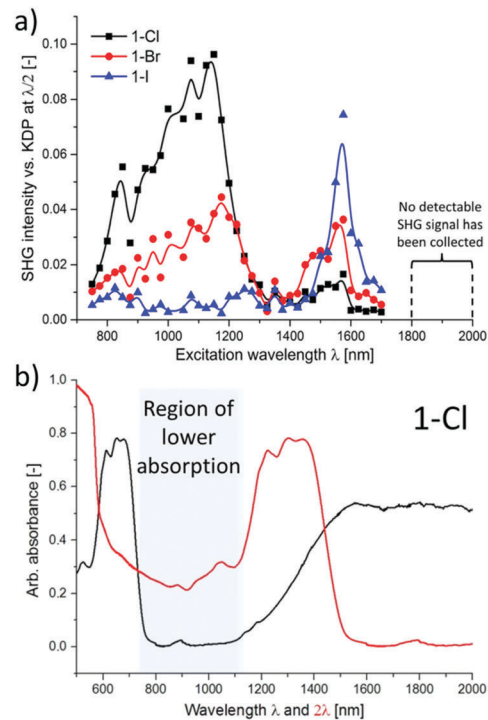 a)
1-Cl
1-Br
1-I
SHG intensity vs. KDP at λ/2 [-]
0.10
0.08
0.06
0.04
0.02
0.00
No detectable
SHG signal has
been collected
800 1000 1200 1400 1600 1800 2000
Excitation wavelength λ [nm]
b)
Region of
lower
absorption
1-Cl
Arb. absorbance [-]
1.0
0.8
0.6
0.4
0.2
0.0
600 800 1000 1200 1400 1600 1800 2000
Wavelength λ and 2λ [nm]